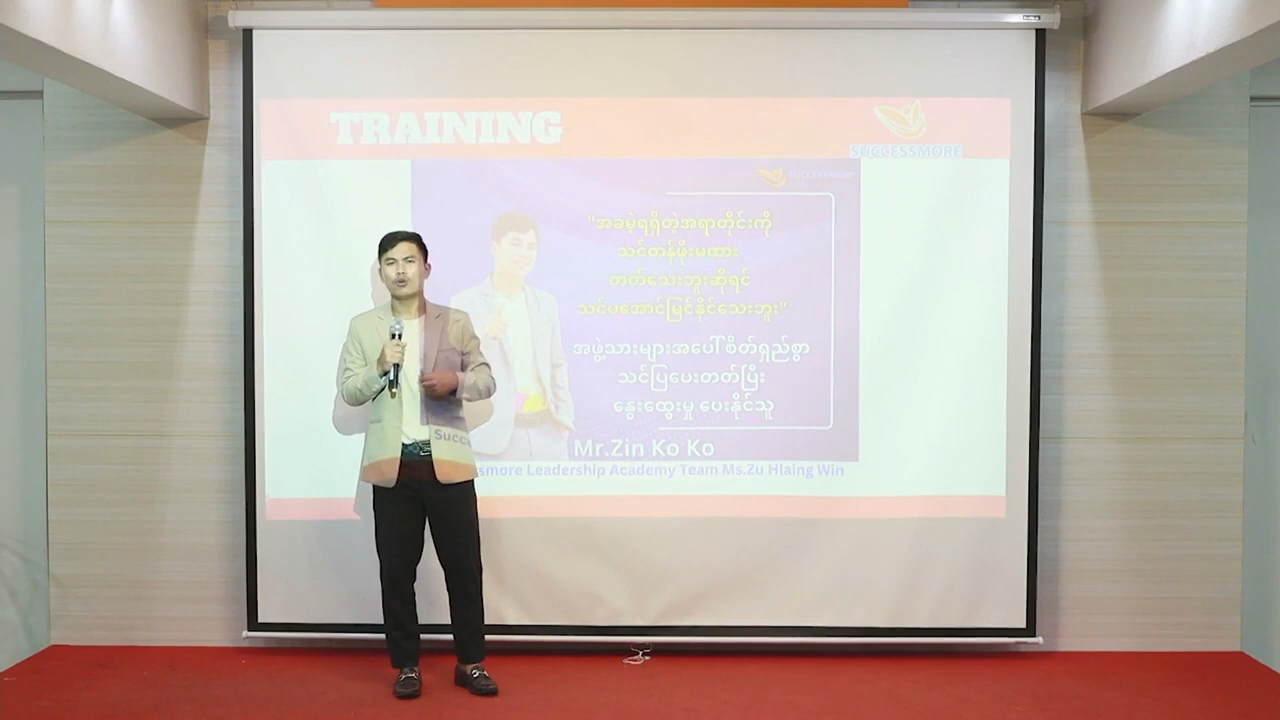 TRAINING
SUCCESSMORE
SUCCESSMORE
"အခမဲ့ရရှိတဲ့အရာတိုင်းကို
သင်တန်ဖိုးမထား
တတ်သေးဘူးဆိုရင်
သင်မအောင်မြင်နိုင်သေးဘူး"
အဖွဲ့သားများအပေါ် စိတ်ရှည်စွာ
သင်ပြပေးတတ်ပြီး
နွေးထွေးမှု ပေးနိုင်သူ
Mr.Zin Ko Ko
Leadership Academy Team Ms.Zu Hlaing Win